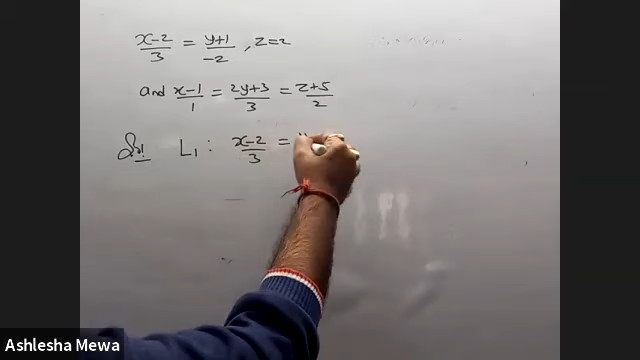 x-2/3 = y+1/-2 , z=2
and x-1/1 = 2y+3/3 = z+5/2
Sol. L₁ : x-2/3 =
Ashlesha Mewa